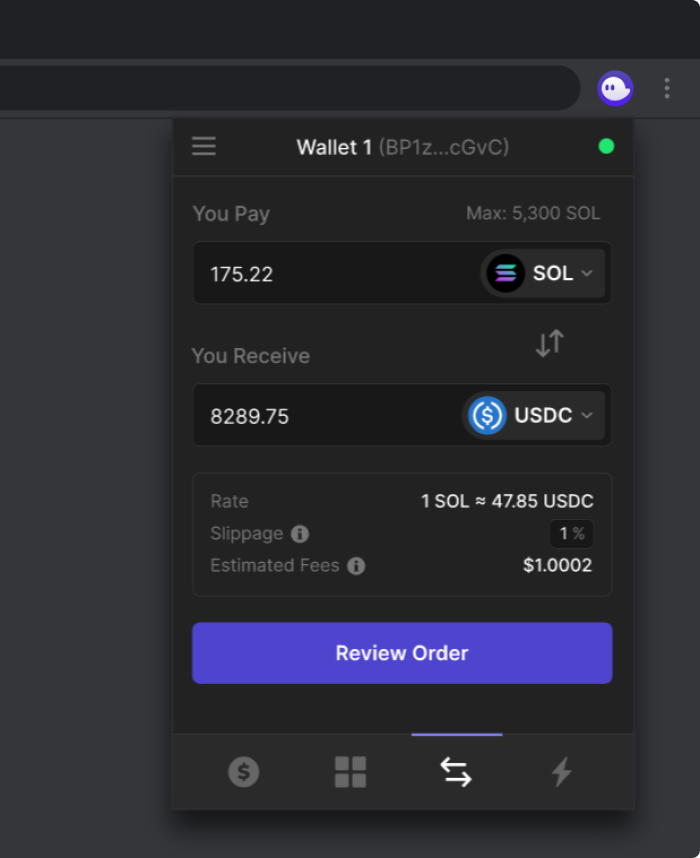 Wallet 1 (BP1z...cGvC)
You Pay Max: 5,300 SOL
175.22 SOL
You Receive
8289.75 USDC
Rate 1 SOL ≈ 47.85 USDC
Slippage 1 %
Estimated Fees $1.0002
Review Order